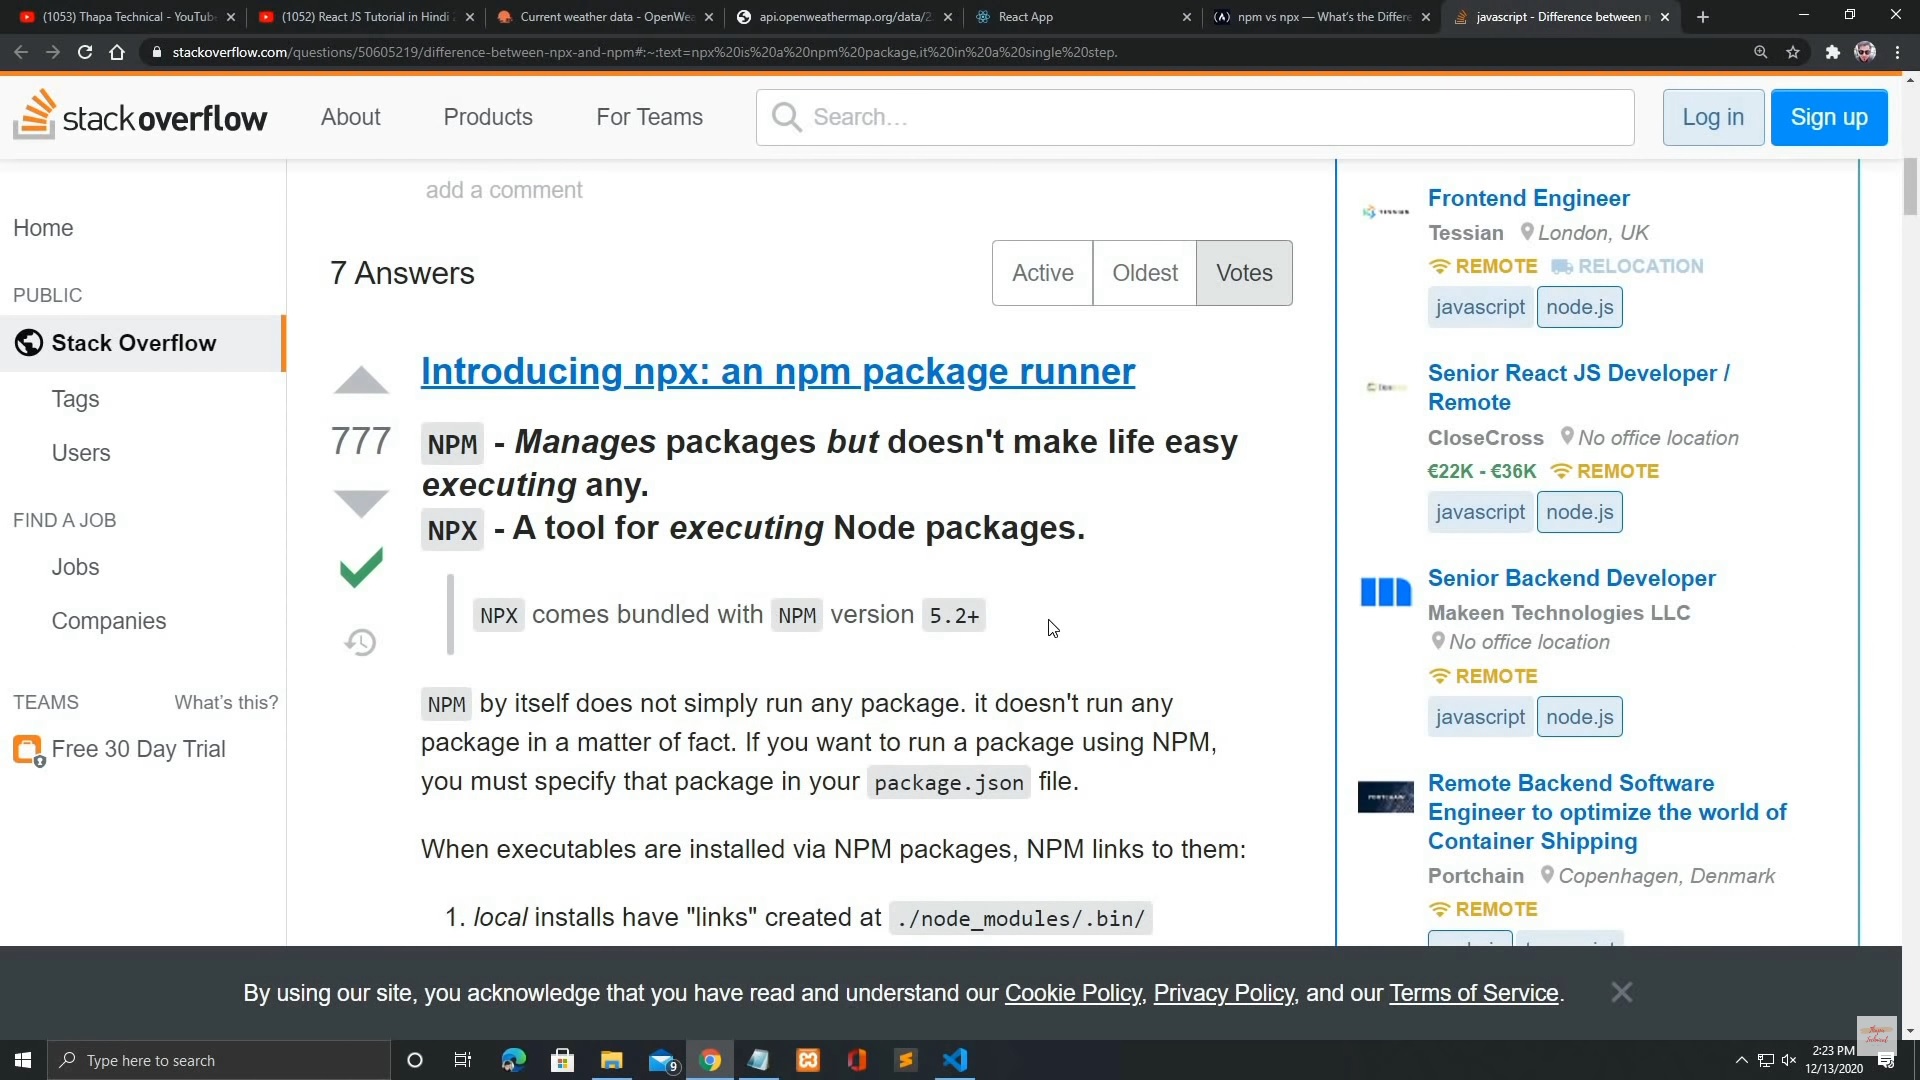 (1053) Thapa Technical - YouTube
(1052) React JS Tutorial in Hindi
Current weather data - OpenWea
api.openweathermap.org/data/2
React App
npm vs npx — What's the Differe
javascript - Difference between n
stackoverflow.com/questions/50605219/difference-between-npx-and-npm#:~:text=npx%20is%20a%20npm%20package,it%20in%20a%20single%20step.
stackoverflow
About
Products
For Teams
Search...
Log in
Sign up
Home
PUBLIC
Stack Overflow
Tags
Users
FIND A JOB
Jobs
Companies
TEAMS
What's this?
Free 30 Day Trial
add a comment
7 Answers
Active
Oldest
Votes
777
Introducing npx: an npm package runner
NPM - Manages packages but doesn't make life easy
executing any.
NPX - A tool for executing Node packages.
NPX comes bundled with NPM version 5.2+
NPM by itself does not simply run any package. it doesn't run any
package in a matter of fact. If you want to run a package using NPM,
you must specify that package in your package.json file.
When executables are installed via NPM packages, NPM links to them:
1. local installs have "links" created at ./node_modules/.bin/
Frontend Engineer
Tessian London, UK
REMOTE RELOCATION
javascript node.js
Senior React JS Developer /
Remote
CloseCross No office location
€22K - €36K REMOTE
javascript node.js
Senior Backend Developer
Makeen Technologies LLC
No office location
REMOTE
javascript node.js
Remote Backend Software
Engineer to optimize the world of
Container Shipping
Portchain Copenhagen, Denmark
REMOTE
By using our site, you acknowledge that you have read and understand our Cookie Policy, Privacy Policy, and our Terms of Service.
Type here to search
9
2:23 PM
12/13/2020